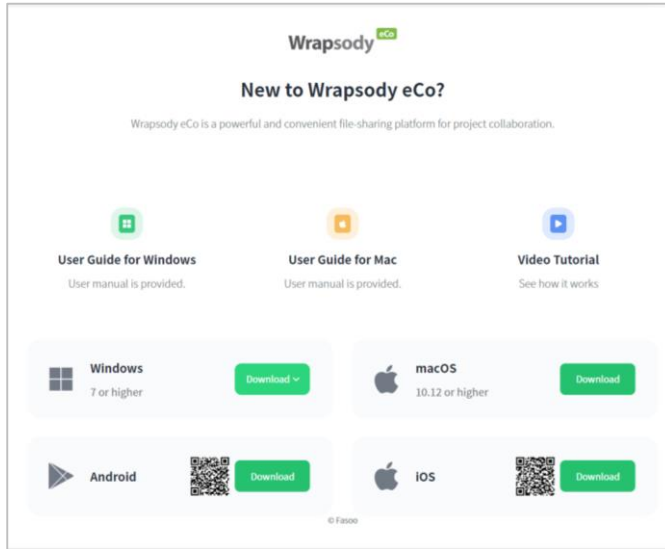 Wrapsody eCo
New to Wrapsody eCo?
Wrapsody eCo is a powerful and convenient file-sharing platform for project collaboration.
User Guide for Windows
User manual is provided.
User Guide for Mac
User manual is provided.
Video Tutorial
See how it works
Windows
7 or higher
Download
macOS
10.12 or higher
Download
Android
Download
iOS
Download
© Fasoo